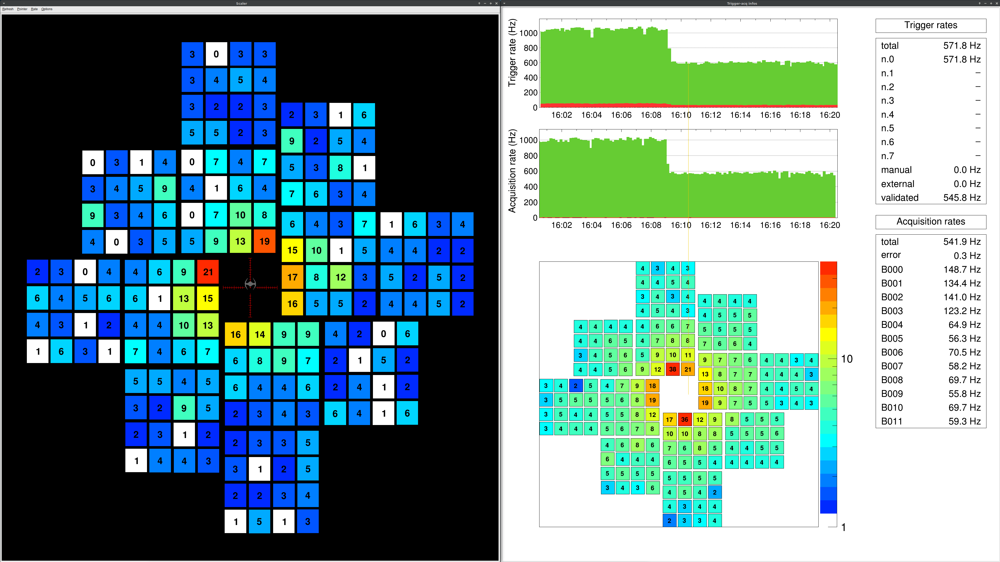 Scaler
Refresh Pointer Rate Options
3 0 3 3
3 4 5 4
3 2 2 3
5 5 2 3
2 3 1 6
9 2 5 4
5 3 8 1
7 6 3 4
0 3 1 4
3 4 5 9
9 3 4 6
4 0 3 5
0 7 4 7
4 1 6 4
0 7 10 8
5 9 13 19
6 4 3 7
15 10 1 5
17 8 12 3
16 5 5 2
1 6 3 4
4 4 2 2
5 2 5 2
4 4 5 2
2 3 0 4
6 4 5 6
4 3 1 2
1 6 3 1
4 6 9 21
6 1 13 15
4 4 10 13
7 4 6 7
16 14 9 9
6 8 9 7
6 4 4 6
2 3 4 3
4 2 0 6
2 1 5 2
2 4 1 2
6 4 1 6
5 5 4 5
3 2 9 5
2 3 1 2
1 4 4 3
2 3 3 5
3 1 2 5
2 2 3 4
1 5 1 3
Trigger-acq infos
Trigger rate (Hz)
1000
800
600
400
200
0
16:02 16:04 16:06 16:08 16:10 16:12 16:14 16:16 16:18 16:20
Acquisition rate (Hz)
1000
800
600
400
200
0
16:02 16:04 16:06 16:08 16:10 16:12 16:14 16:16 16:18 16:20
4 3 4 3
4 4 5 4
3 4 3 4
4 5 4 3
4 4 4 4
4 5 5 5
5 5 5 5
7 6 6 4
4 4 4 4
4 4 6 5
3 4 5 6
4 4 5 6
4 6 6 7
4 7 8 8
5 9 10 11
9 12 38 21
9 7 7 6
13 8 7 7
18 10 8 7
19 9 7 5
4 4 3 4
4 4 4 3
4 4 5 4
5 3 4 3
3 4 2 5
3 5 5 5
3 5 4 4
3 4 4 4
4 7 9 18
5 6 8 19
5 5 8 12
5 6 7 8
17 36 12 9
10 10 8 8
7 6 8 5
6 5 5 4
8 5 5 5
5 5 5 6
4 4 5 5
4 4 4 4
4 6 8 6
6 4 4 4
5 5 5 5
3 4 3 6
5 5 5 5
4 5 4 2
4 3 4 4
2 3 3 4
10
1
Trigger rates
total 571.8 Hz
n.0 571.8 Hz
n.1 –
n.2 –
n.3 –
n.4 –
n.5 –
n.6 –
n.7 –
manual 0.0 Hz
external 0.0 Hz
validated 545.8 Hz
Acquisition rates
total 541.9 Hz
error 0.3 Hz
B000 148.7 Hz
B001 134.4 Hz
B002 141.0 Hz
B003 123.2 Hz
B004 64.9 Hz
B005 56.3 Hz
B006 70.5 Hz
B007 58.2 Hz
B008 69.7 Hz
B009 55.8 Hz
B010 69.7 Hz
B011 59.3 Hz